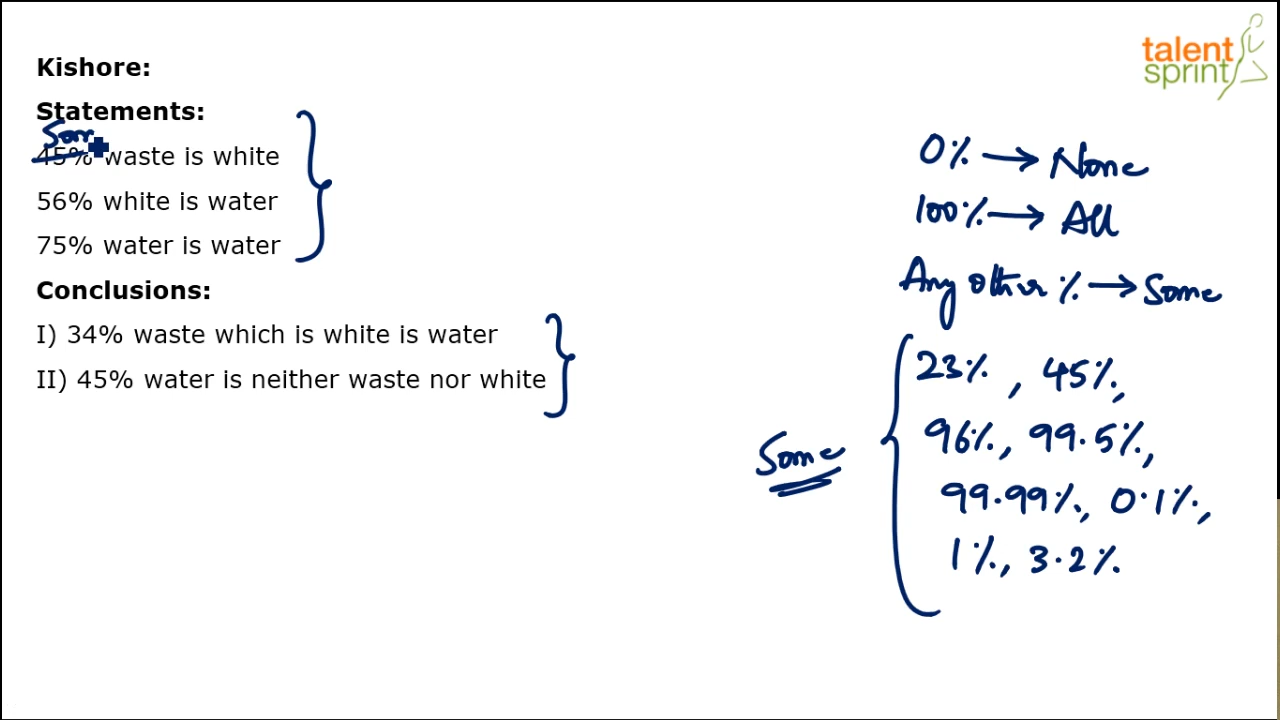 talent
sprint
Kishore:
Statements:
Som
45% waste is white
56% white is water
75% water is water
Conclusions:
I) 34% waste which is white is water
II) 45% water is neither waste nor white
0% → None
100% → All
Any other % → Some
Some
23%, 45%,
96%, 99.5%,
99.99%, 0.1%,
1%, 3.2%